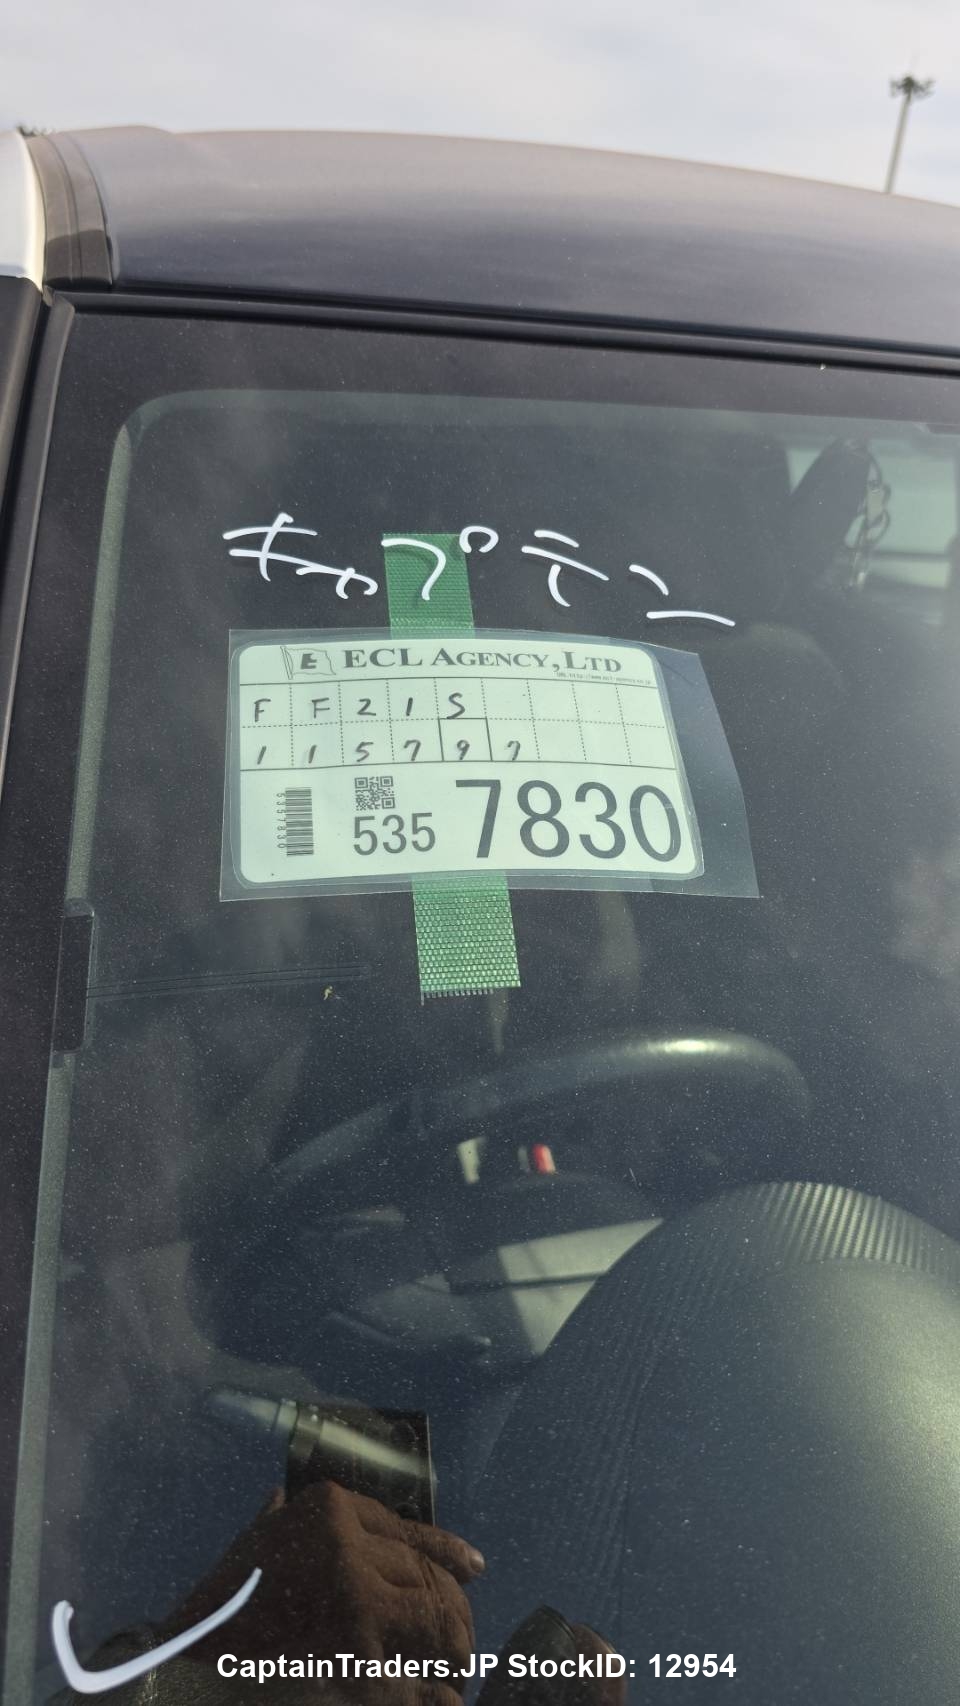 キャプテン
E ECL AGENCY, LTD
F F 2 1 S
1 1 5 7 9 7
5357830
535 7830
CaptainTraders.JP StockID: 12954